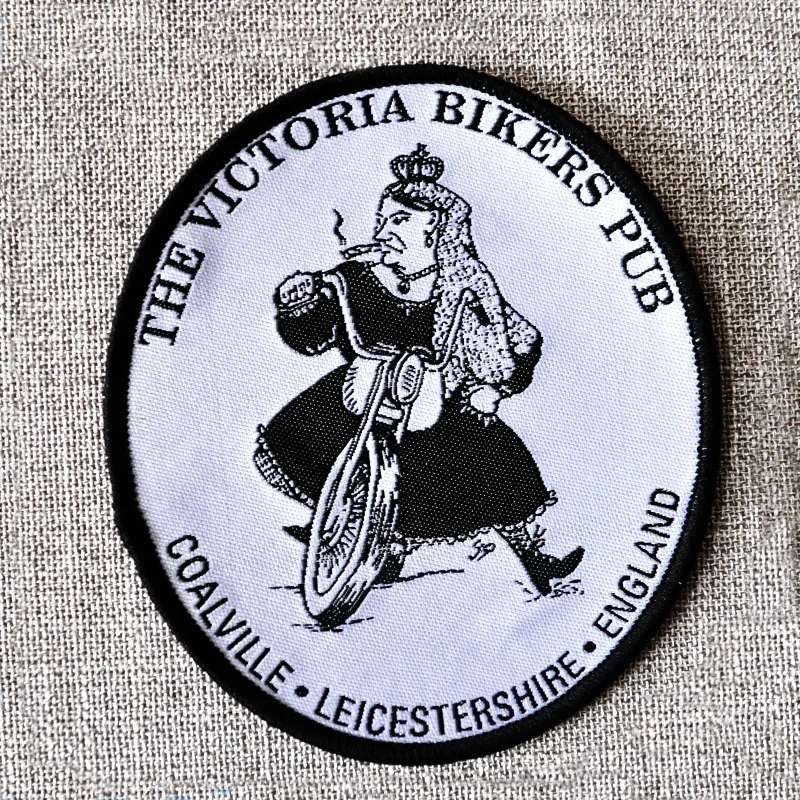 THE VICTORIA BIKERS PUB
COALVILLE • LEICESTERSHIRE • ENGLAND